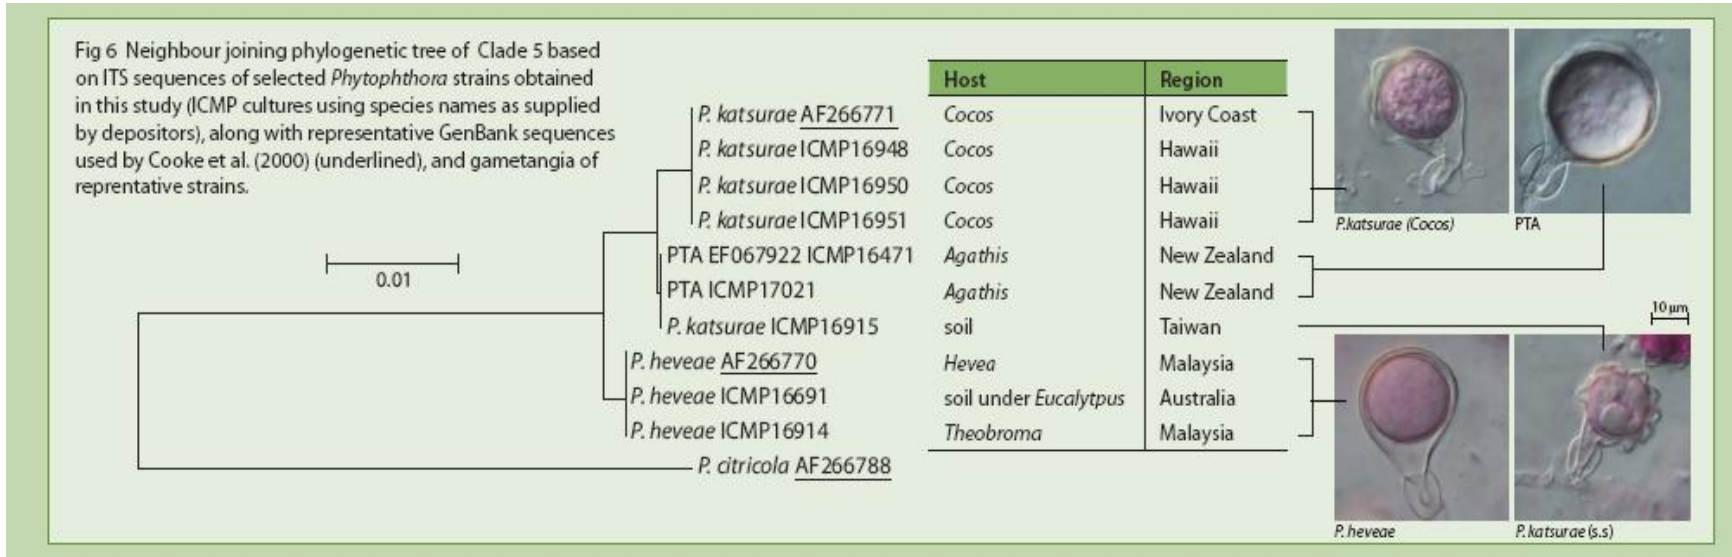 Fig 6 Neighbour joining phylogenetic tree of Clade 5 based
on ITS sequences of selected Phytophthora strains obtained
in this study (ICMP cultures using species names as supplied
by depositors), along with representative GenBank sequences
used by Cooke et al. (2000) (underlined), and gametangia of
reprentative strains.
0.01
Host Region
P. katsurae AF266771 Cocos Ivory Coast
P. katsurae ICMP16948 Cocos Hawaii
P. katsurae ICMP16950 Cocos Hawaii
P. katsurae ICMP16951 Cocos Hawaii
PTA EF067922 ICMP16471 Agathis New Zealand
PTA ICMP17021 Agathis New Zealand
P. katsurae ICMP16915 soil Taiwan
P. heveae AF266770 Hevea Malaysia
P. heveae ICMP16691 soil under Eucalytpus Australia
P. heveae ICMP16914 Theobroma Malaysia
P. citricola AF266788
P.katsurae (Cocos) PTA
10 µm
P. heveae P.katsurae (s.s)